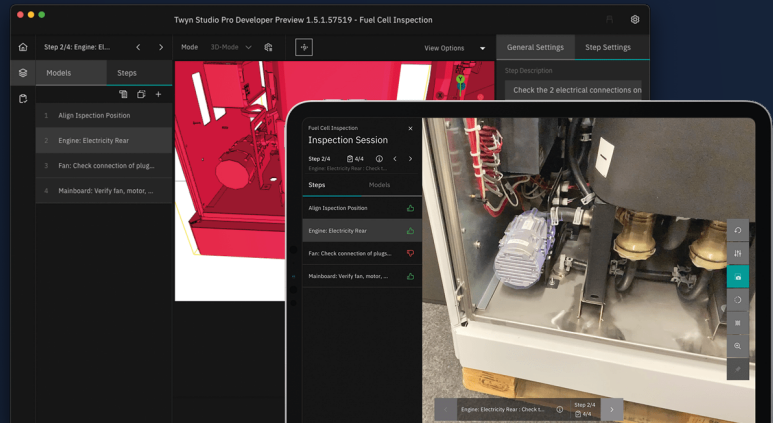 Twyn Studio Pro Developer Preview 1.5.1.57519 - Fuel Cell Inspection
Step 2/4: Engine: El...
Mode
3D-Mode
View Options
General Settings
Step Settings
Models
Steps
Step Description
Check the 2 electrical connections on
1 Align Ispection Position
2 Engine: Electricity Rear
3 Fan: Check connection of plug...
4 Mainboard: Verify fan, motor, ...
Fuel Cell Inspection
Inspection Session
Step 2/4
4/4
Engine: Electricity Rear : Check t...
Steps
Models
Align Ispection Position
Engine: Electricity Rear
Fan: Check connection of plugs...
Mainboard: Verify fan, motor, ...
Engine: Electricity Rear : Check t...
Step 2/4
4/4